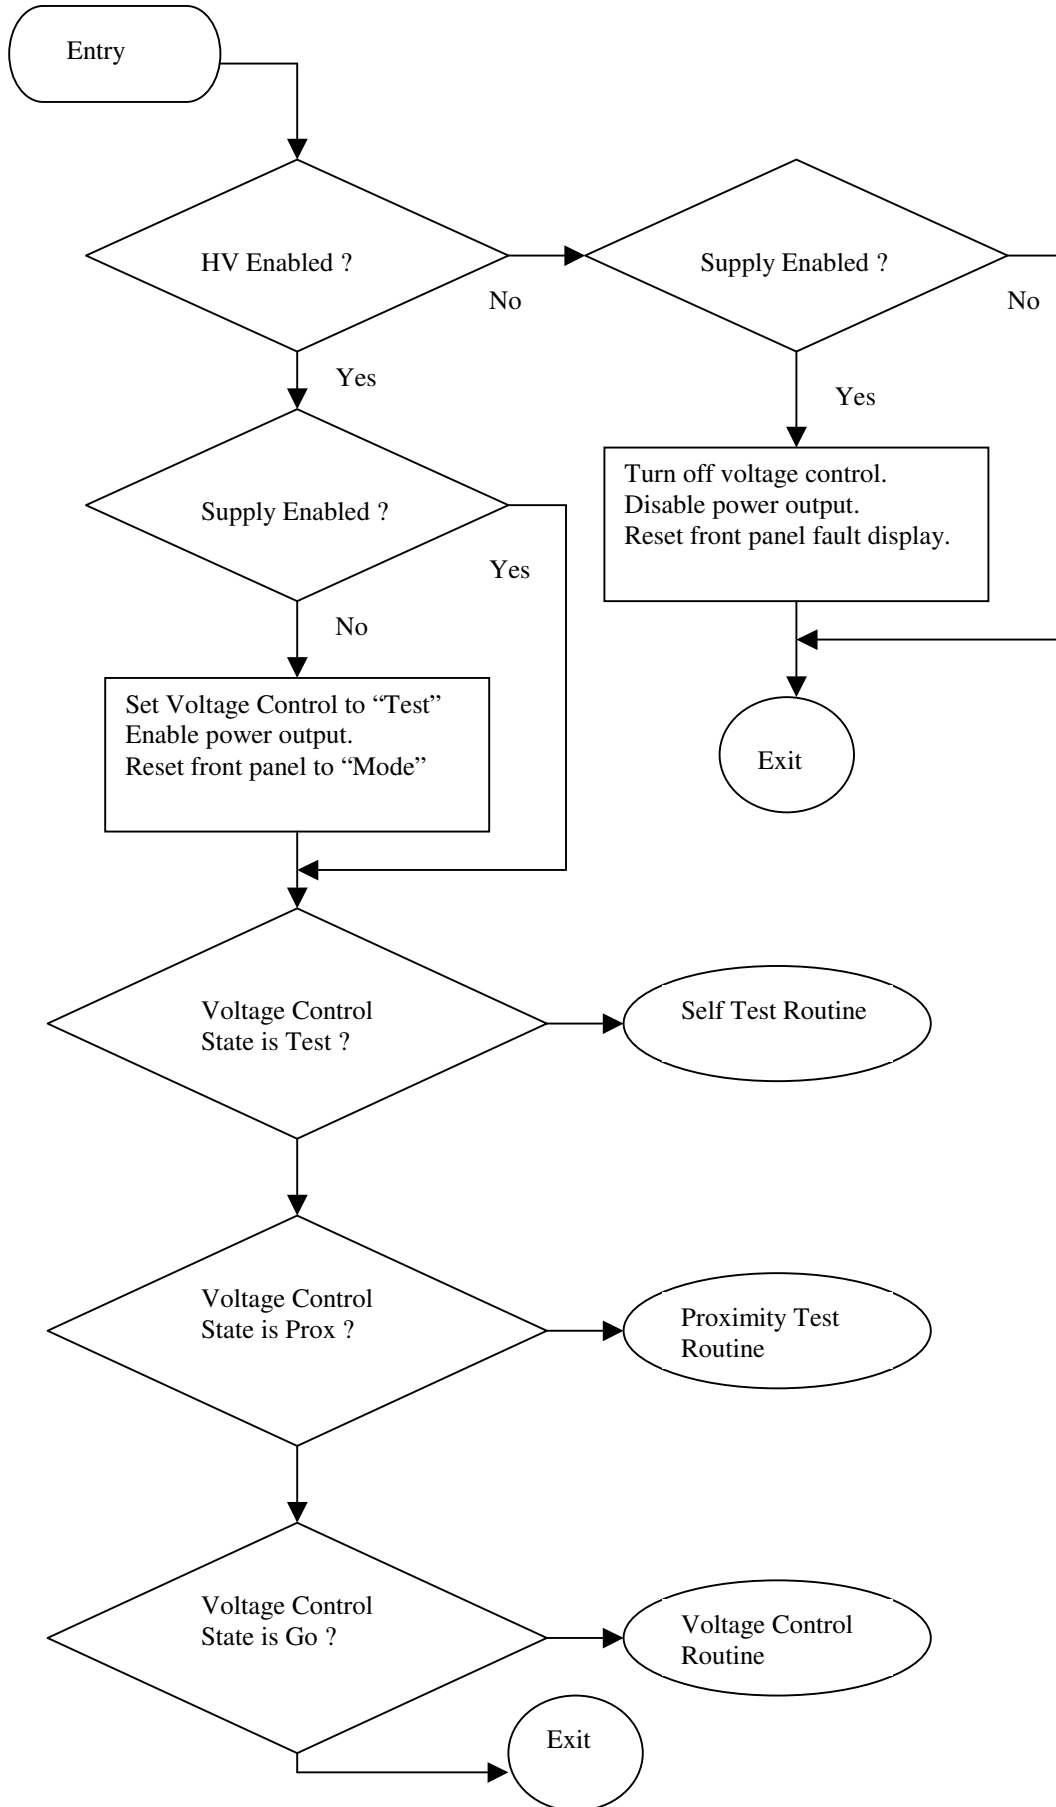 Entry
HV Enabled ?
No
Supply Enabled ?
No
Yes
Yes
Turn off voltage control.
Disable power output.
Reset front panel fault display.
Supply Enabled ?
Yes
No
Set Voltage Control to “Test”
Enable power output.
Reset front panel to “Mode”
Exit
Voltage Control
State is Test ?
Self Test Routine
Voltage Control
State is Prox ?
Proximity Test
Routine
Voltage Control
State is Go ?
Voltage Control
Routine
Exit